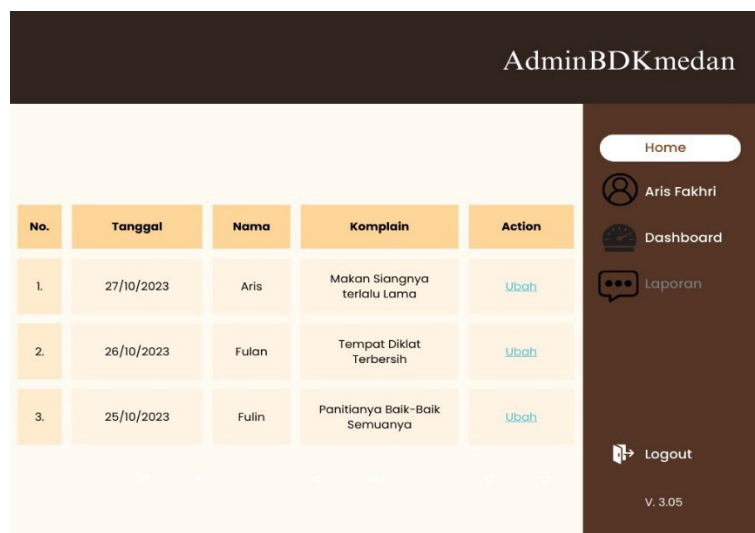 AdminBDKmedan
Home
Aris Fakhri
Dashboard
Laporan
Logout
V. 3.05
No. Tanggal Nama Komplain Action
1. 27/10/2023 Aris Makan Siangnya
terlalu Lama Ubah
2. 26/10/2023 Fulan Tempat Diklat
Terbersih Ubah
3. 25/10/2023 Fulin Panitianya Baik-Baik
Semuanya Ubah